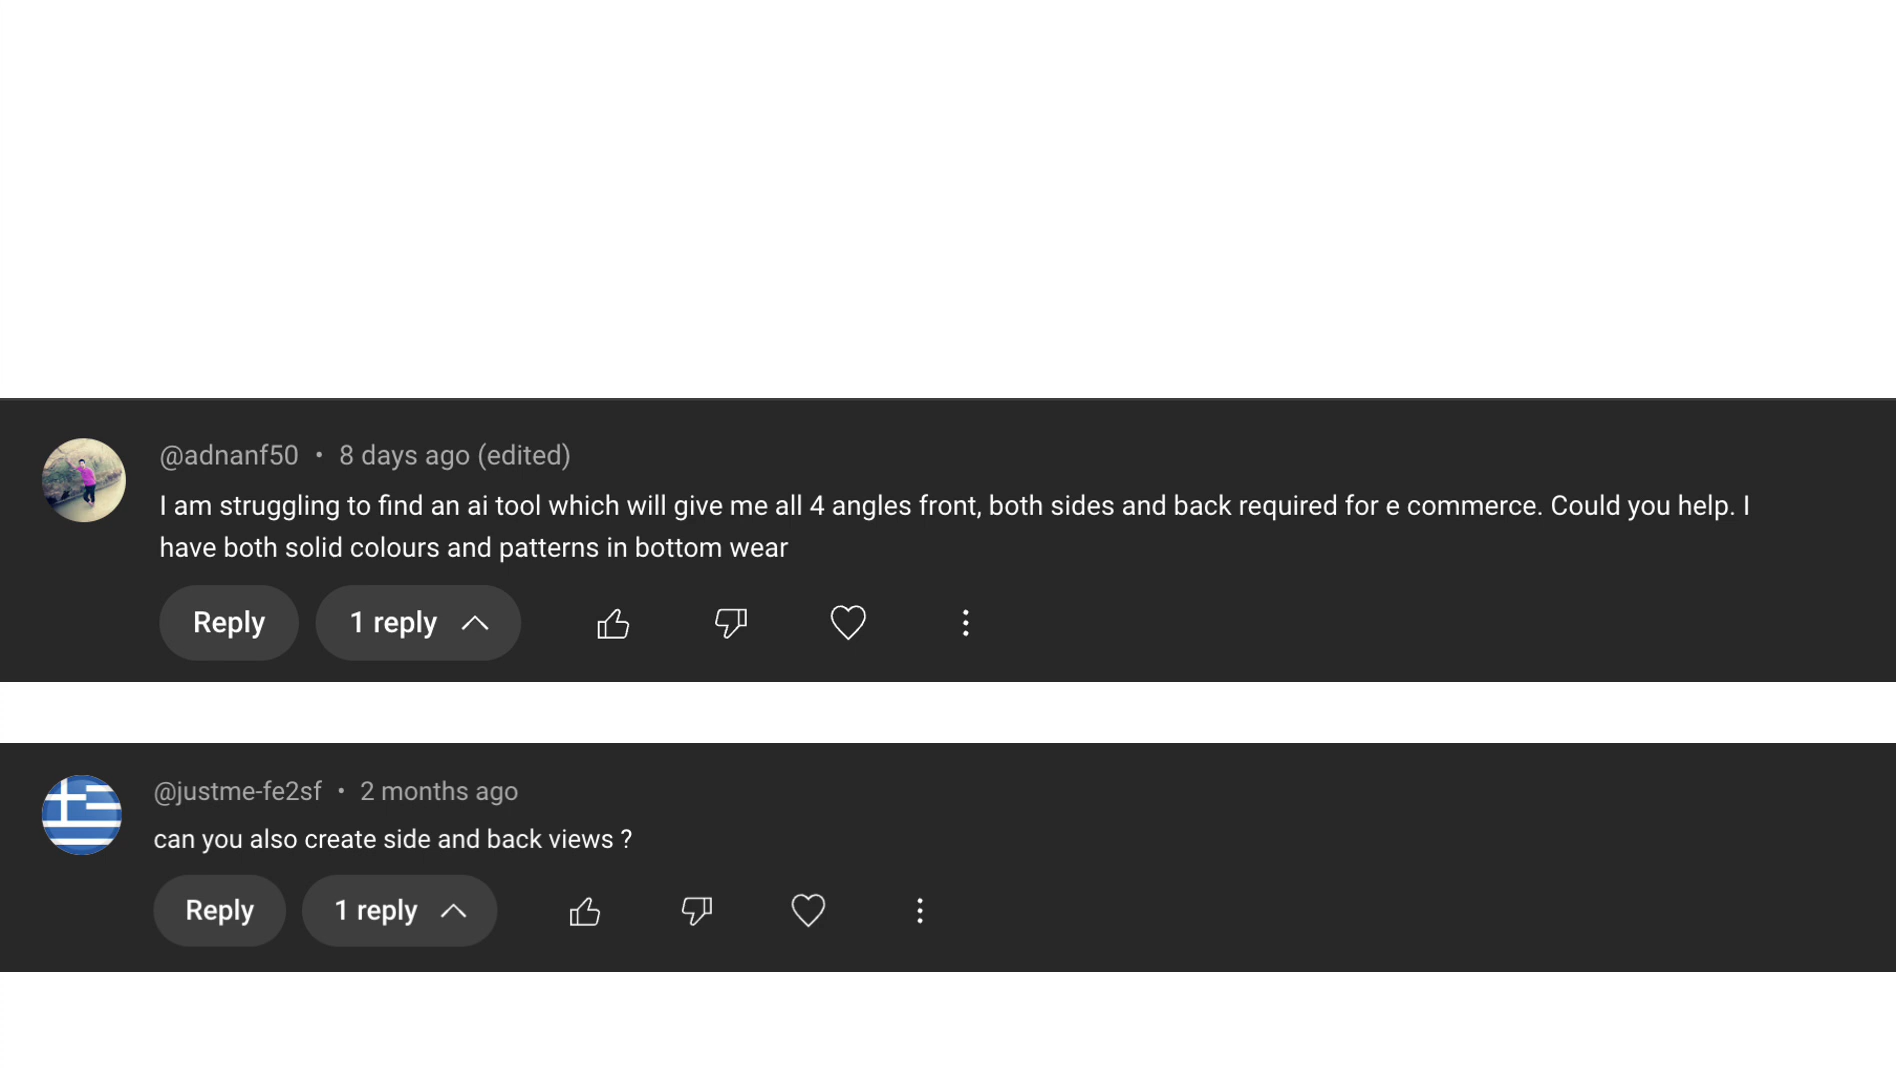 @adnanf50 • 8 days ago (edited)
I am struggling to find an ai tool which will give me all 4 angles front, both sides and back required for e commerce. Could you help. I
have both solid colours and patterns in bottom wear
Reply 1 reply
@justme-fe2sf • 2 months ago
can you also create side and back views ?
Reply 1 reply